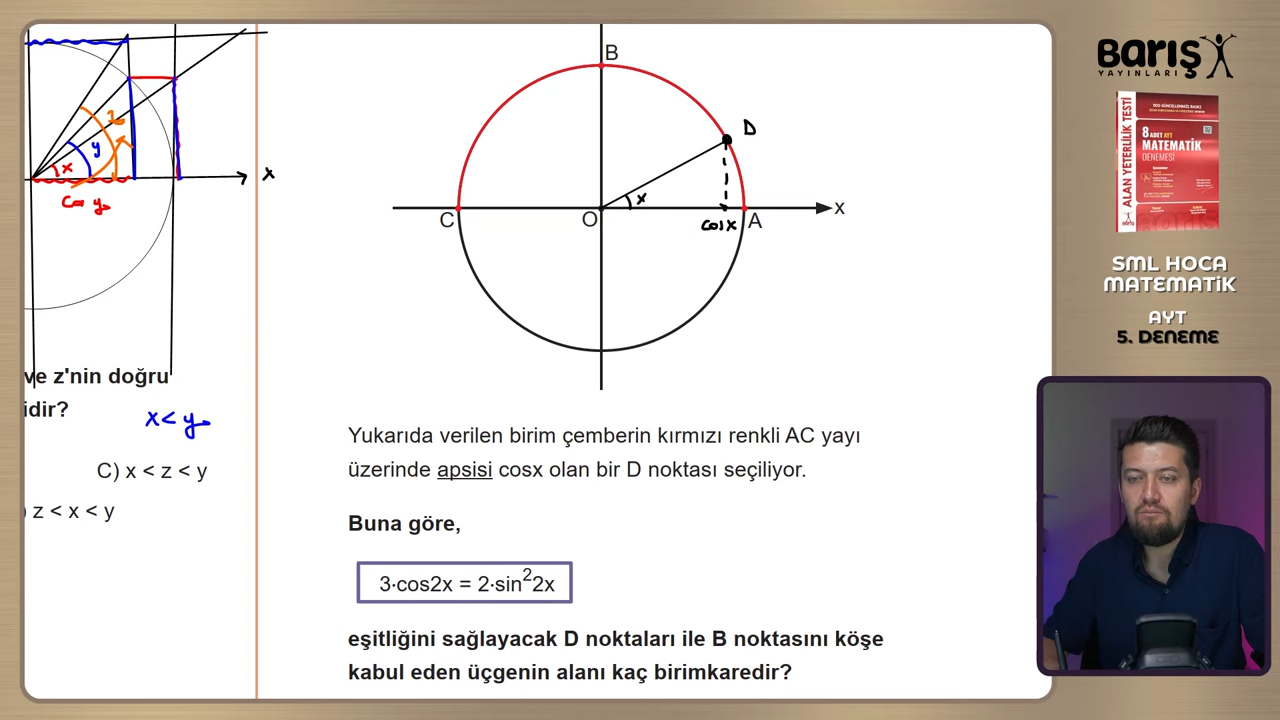 x
y
z
x
cos y
ve z'nin doğru
idir?
x < y
C) x < z < y
) z < x < y
B
D
x
C
O
cosx
A
x
Yukarıda verilen birim çemberin kırmızı renkli AC yayı
üzerinde apsisi cosx olan bir D noktası seçiliyor.
Buna göre,
3·cos2x = 2·sin²2x
eşitliğini sağlayacak D noktaları ile B noktasını köşe
kabul eden üçgenin alanı kaç birimkaredir?
Barış
YAYINLARI
ALAN YETERLİLİK TESTİ
8 ADET AYT
MATEMATİK
DENEMESİ
SML HOCA
MATEMATİK
AYT
5. DENEME